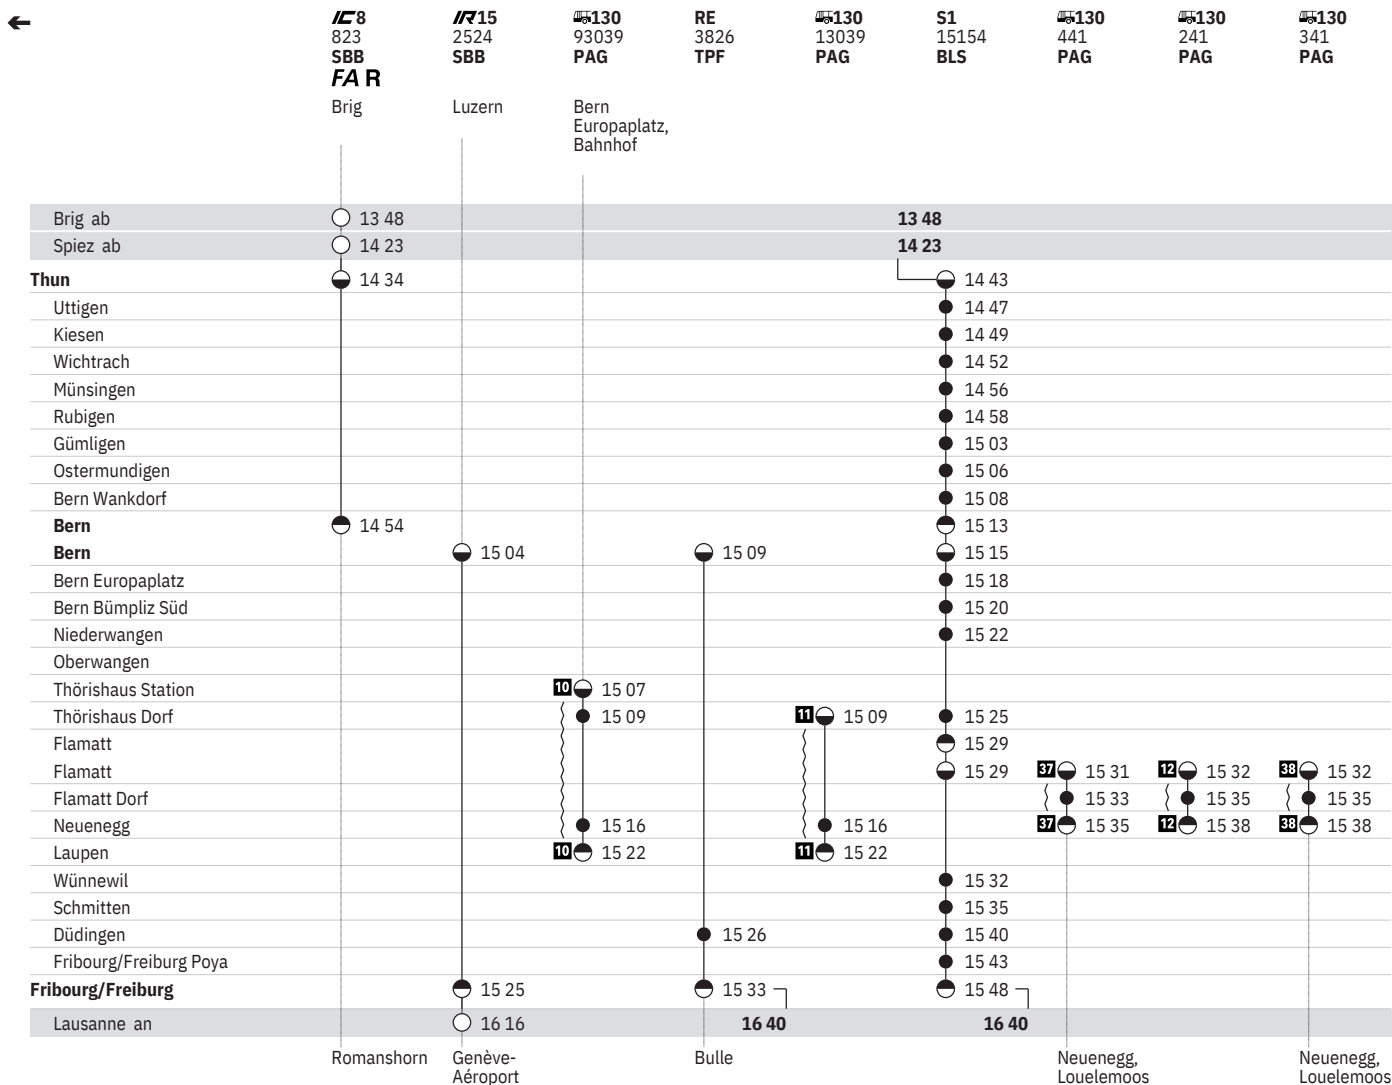 IC8 IR15 130 RE 130 S1 130 130 130
823 2524 93039 3826 13039 15154 441 241 341
SBB SBB PAG TPF PAG BLS PAG PAG PAG
FA R
Brig Luzern Bern
Europaplatz,
Bahnhof
Brig ab 13 48 13 48
Spiez ab 14 23 14 23
Thun 14 34 14 43
Uttigen 14 47
Kiesen 14 49
Wichtrach 14 52
Münsingen 14 56
Rubigen 14 58
Gümligen 15 03
Ostermundigen 15 06
Bern Wankdorf 15 08
Bern 14 54 15 13
Bern 15 04 15 09 15 15
Bern Europaplatz 15 18
Bern Bümpliz Süd 15 20
Niederwangen 15 22
Oberwangen
Thörishaus Station 10 15 07
Thörishaus Dorf 15 09 11 15 09 15 25
Flamatt 15 29
Flamatt 15 29 37 15 31 12 15 32 38 15 32
Flamatt Dorf 15 33 15 35 15 35
Neuenegg 15 16 15 16 37 15 35 12 15 38 38 15 38
Laupen 10 15 22 11 15 22
Wünnewil 15 32
Schmitten 15 35
Düdingen 15 26 15 40
Fribourg/Freiburg Poya 15 43
Fribourg/Freiburg 15 25 15 33 15 48
Lausanne an 16 16 16 40 16 40
Romanshorn Genève- Bulle Neuenegg, Neuenegg,
Aéroport Louelemoos Louelemoos